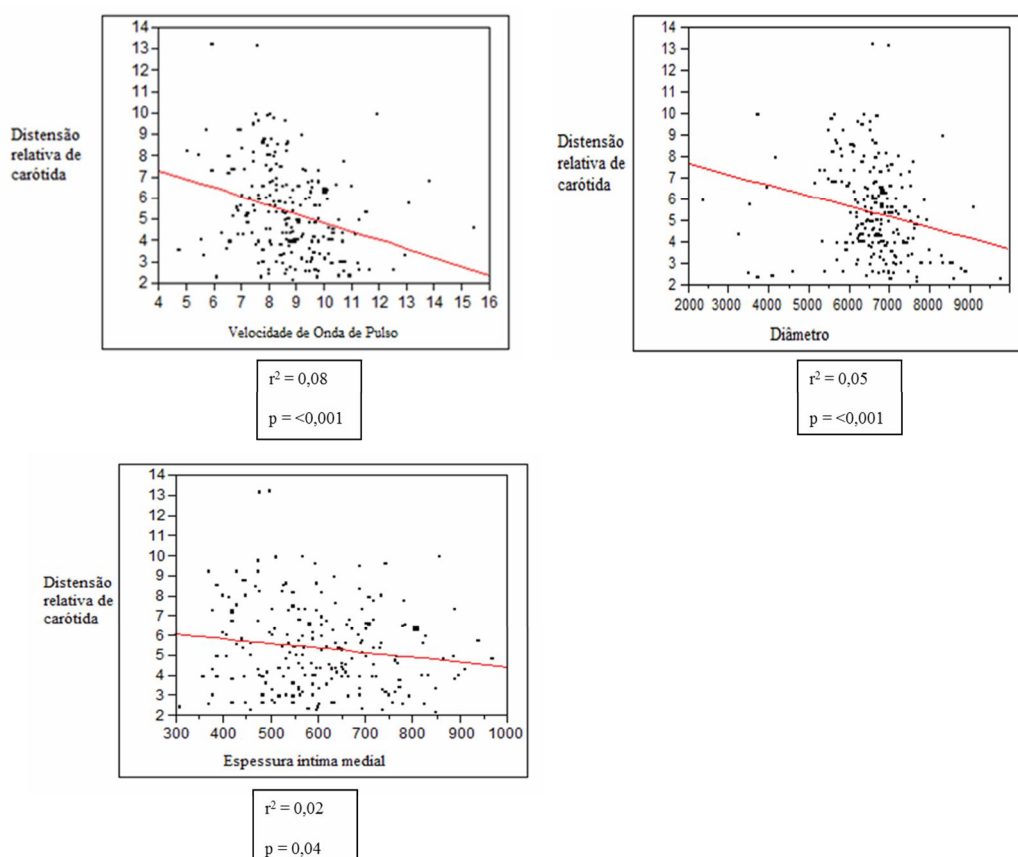 14
13
12
11
10
9
8
7
6
5
4
3
2
Distensão
relativa de
carótida
4 5 6 7 8 9 10 11 12 13 14 15 16
Velocidade de Onda de Pulso
r² = 0,08
p = <0,001
14
13
12
11
10
9
8
7
6
5
4
3
2
Distensão
relativa de
carótida
2000 3000 4000 5000 6000 7000 8000 9000
Diâmetro
r² = 0,05
p = <0,001
14
13
12
11
10
9
8
7
6
5
4
3
2
Distensão
relativa de
carótida
300 400 500 600 700 800 900 1000
Espessura intima medial
r² = 0,02
p = 0,04